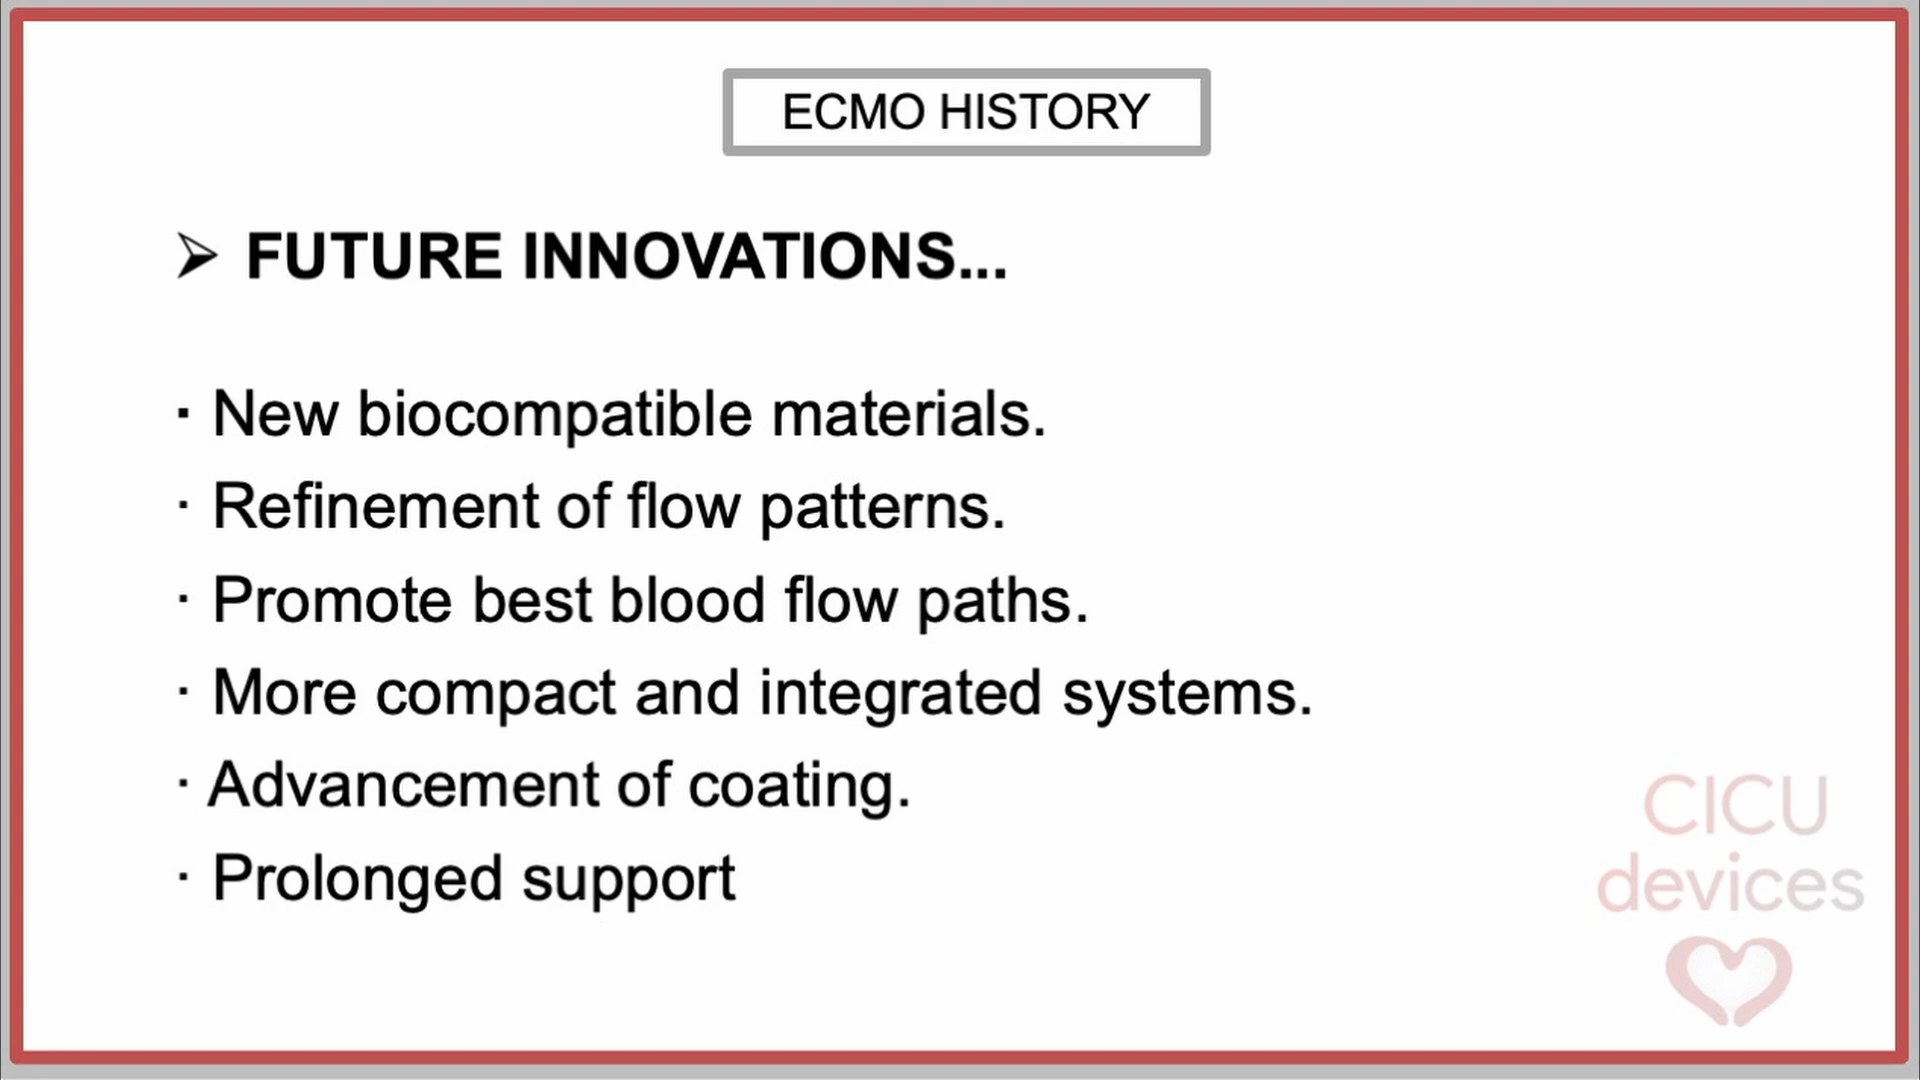 ECMO HISTORY
➢ FUTURE INNOVATIONS...
· New biocompatible materials.
· Refinement of flow patterns.
· Promote best blood flow paths.
· More compact and integrated systems.
· Advancement of coating.
· Prolonged support
CICU
devices